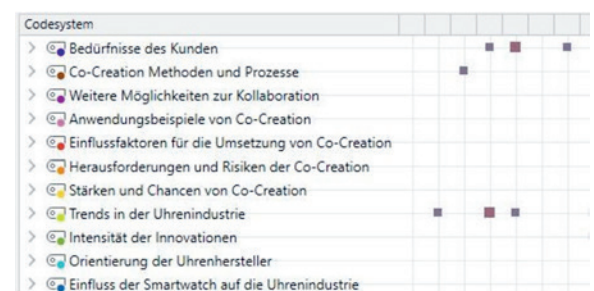 Codesystem
Bedürfnisse des Kunden
Co-Creation Methoden und Prozesse
Weitere Möglichkeiten zur Kollaboration
Anwendungsbeispiele von Co-Creation
Einflussfaktoren für die Umsetzung von Co-Creation
Herausforderungen und Risiken der Co-Creation
Stärken und Chancen von Co-Creation
Trends in der Uhrenindustrie
Intensität der Innovationen
Orientierung der Uhrenhersteller
Einfluss der Smartwatch auf die Uhrenindustrie